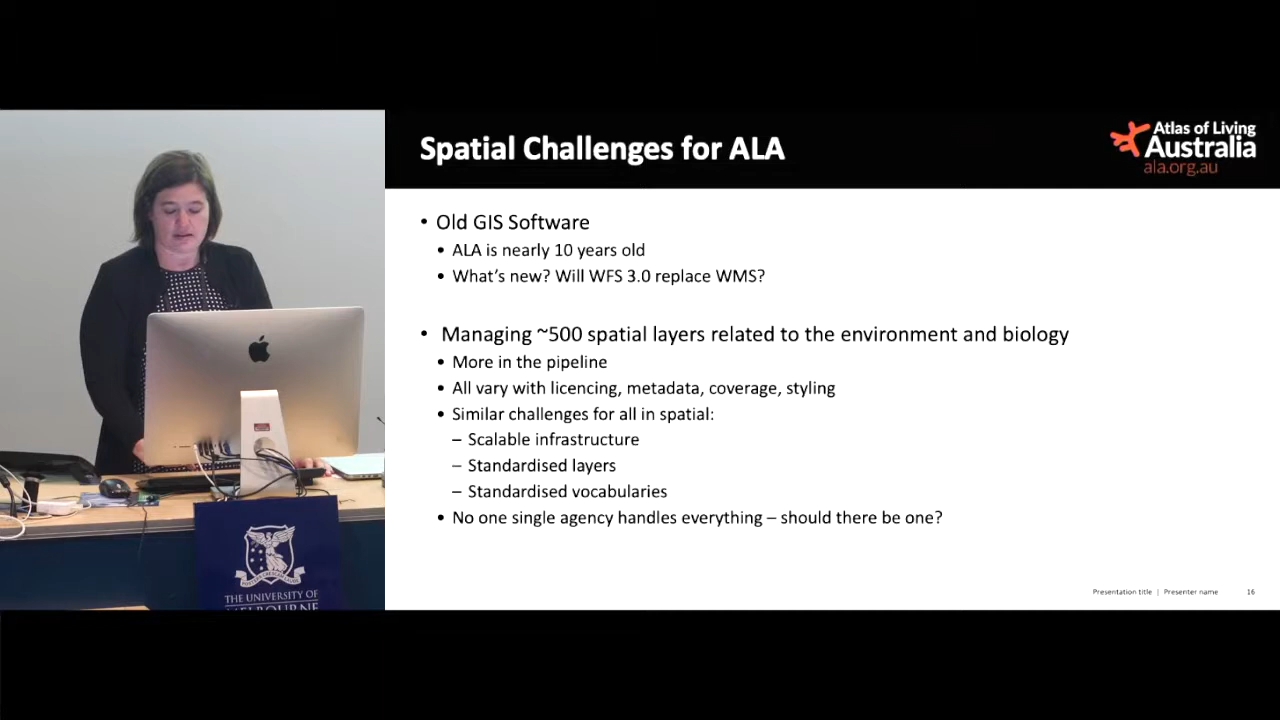 Spatial Challenges for ALA
Atlas of Living
Australia
ala.org.au
• Old GIS Software
• ALA is nearly 10 years old
• What's new? Will WFS 3.0 replace WMS?
• Managing ~500 spatial layers related to the environment and biology
• More in the pipeline
• All vary with licencing, metadata, coverage, styling
• Similar challenges for all in spatial:
– Scalable infrastructure
– Standardised layers
– Standardised vocabularies
• No one single agency handles everything – should there be one?
Presentation title | Presenter name 16
THE UNIVERSITY OF
MELBOURNE